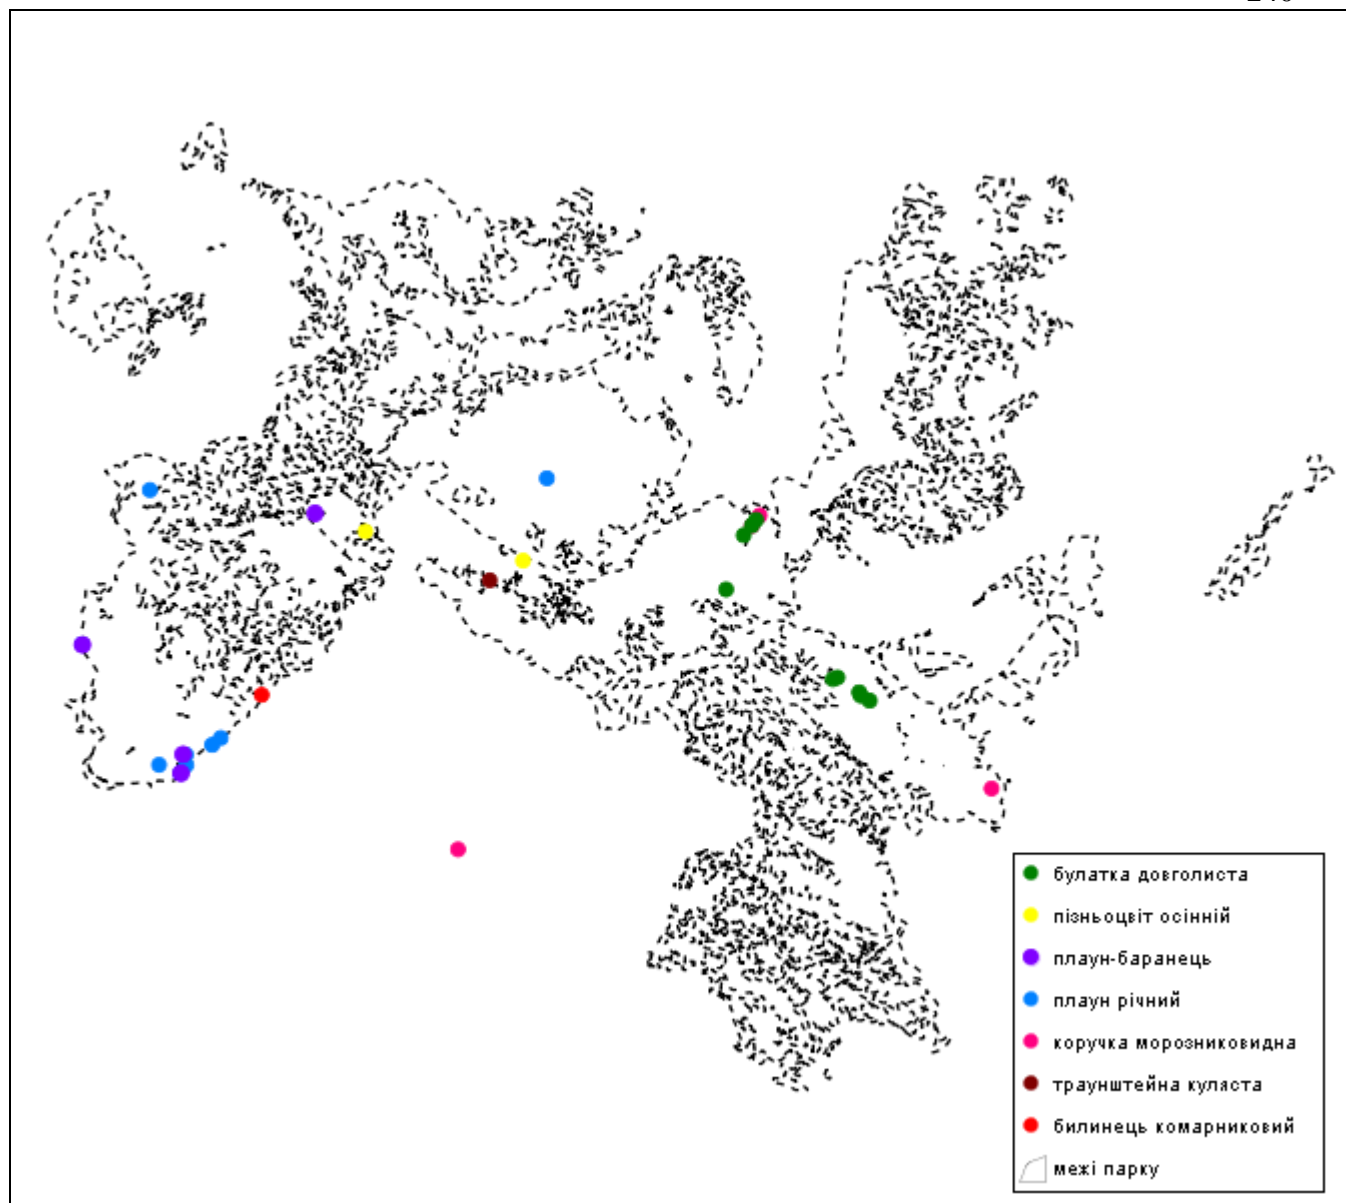 булатка довголиста
пізньоцвіт осінній
плаун-баранець
плаун річний
коручка морозниковидна
траунштейна куляста
билинець комарниковий
межі парку